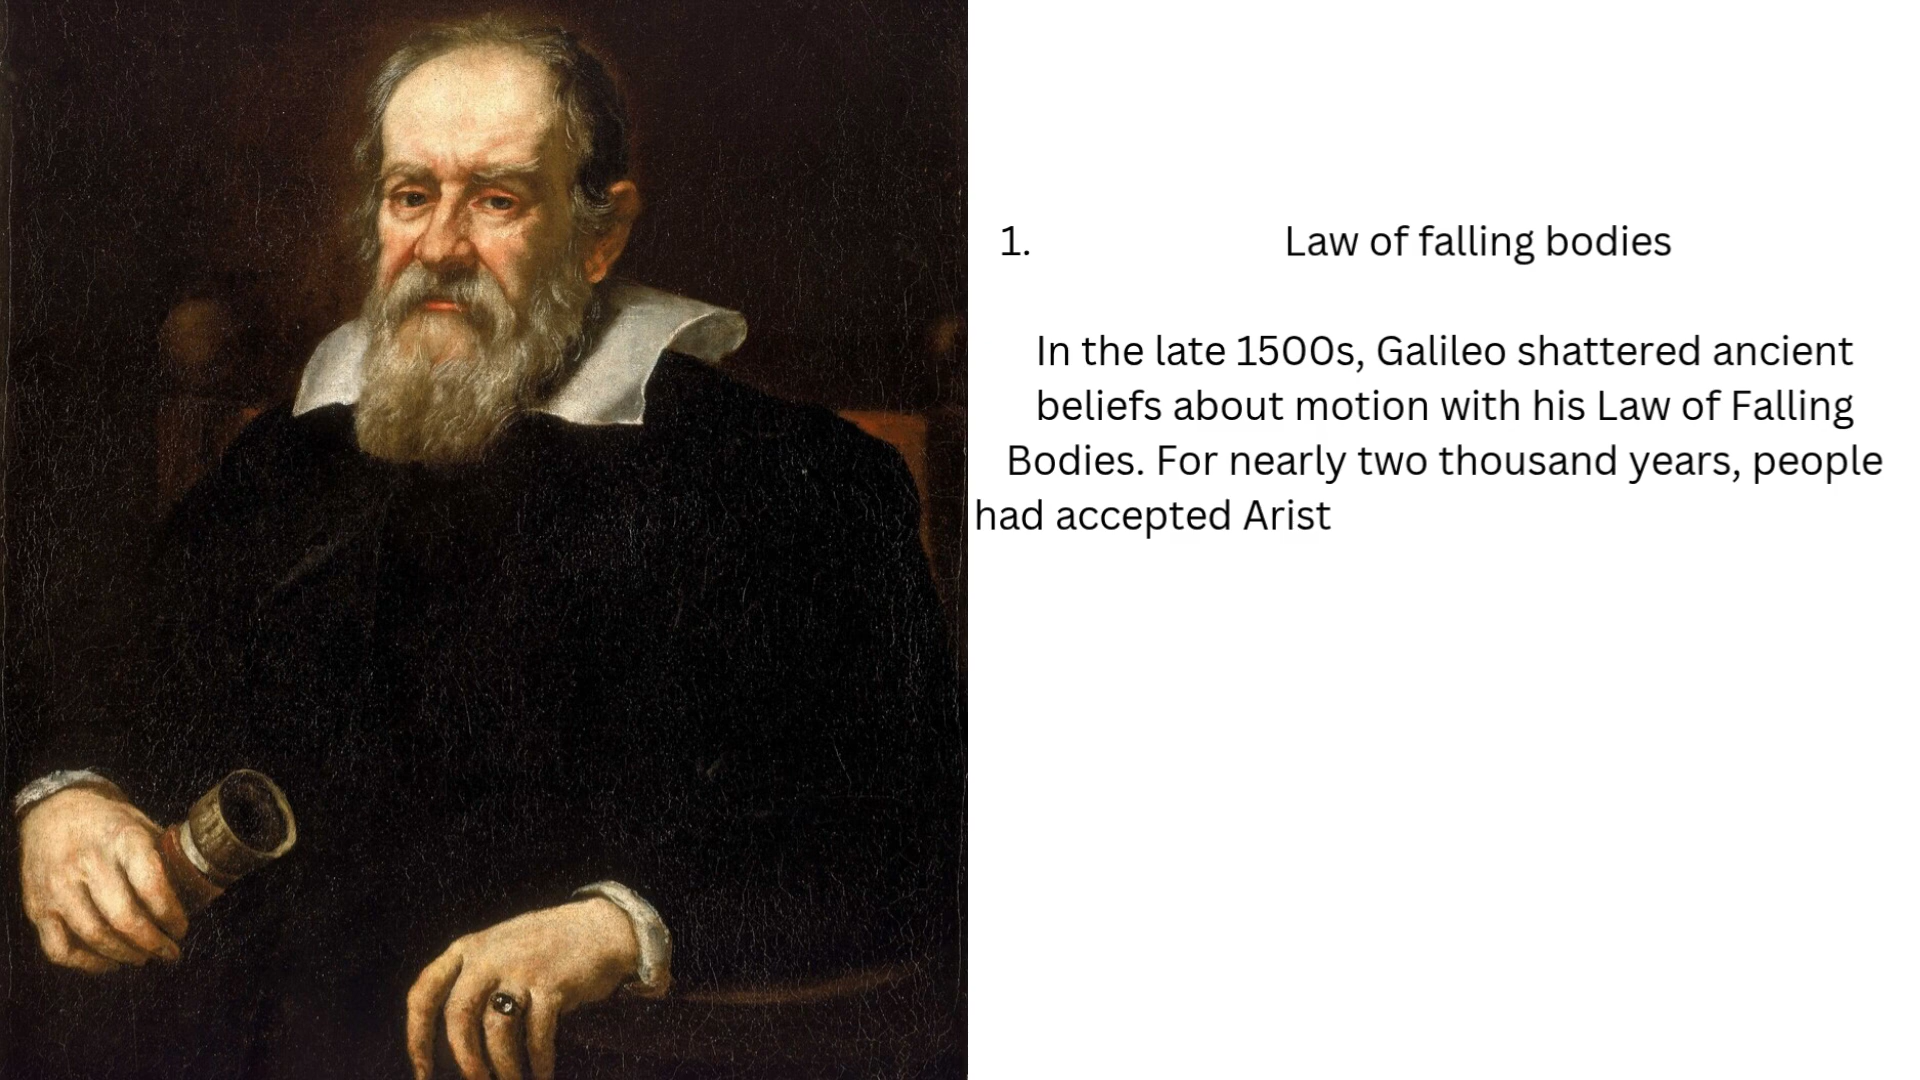 1. Law of falling bodies
In the late 1500s, Galileo shattered ancient
beliefs about motion with his Law of Falling
Bodies. For nearly two thousand years, people
had accepted Arist